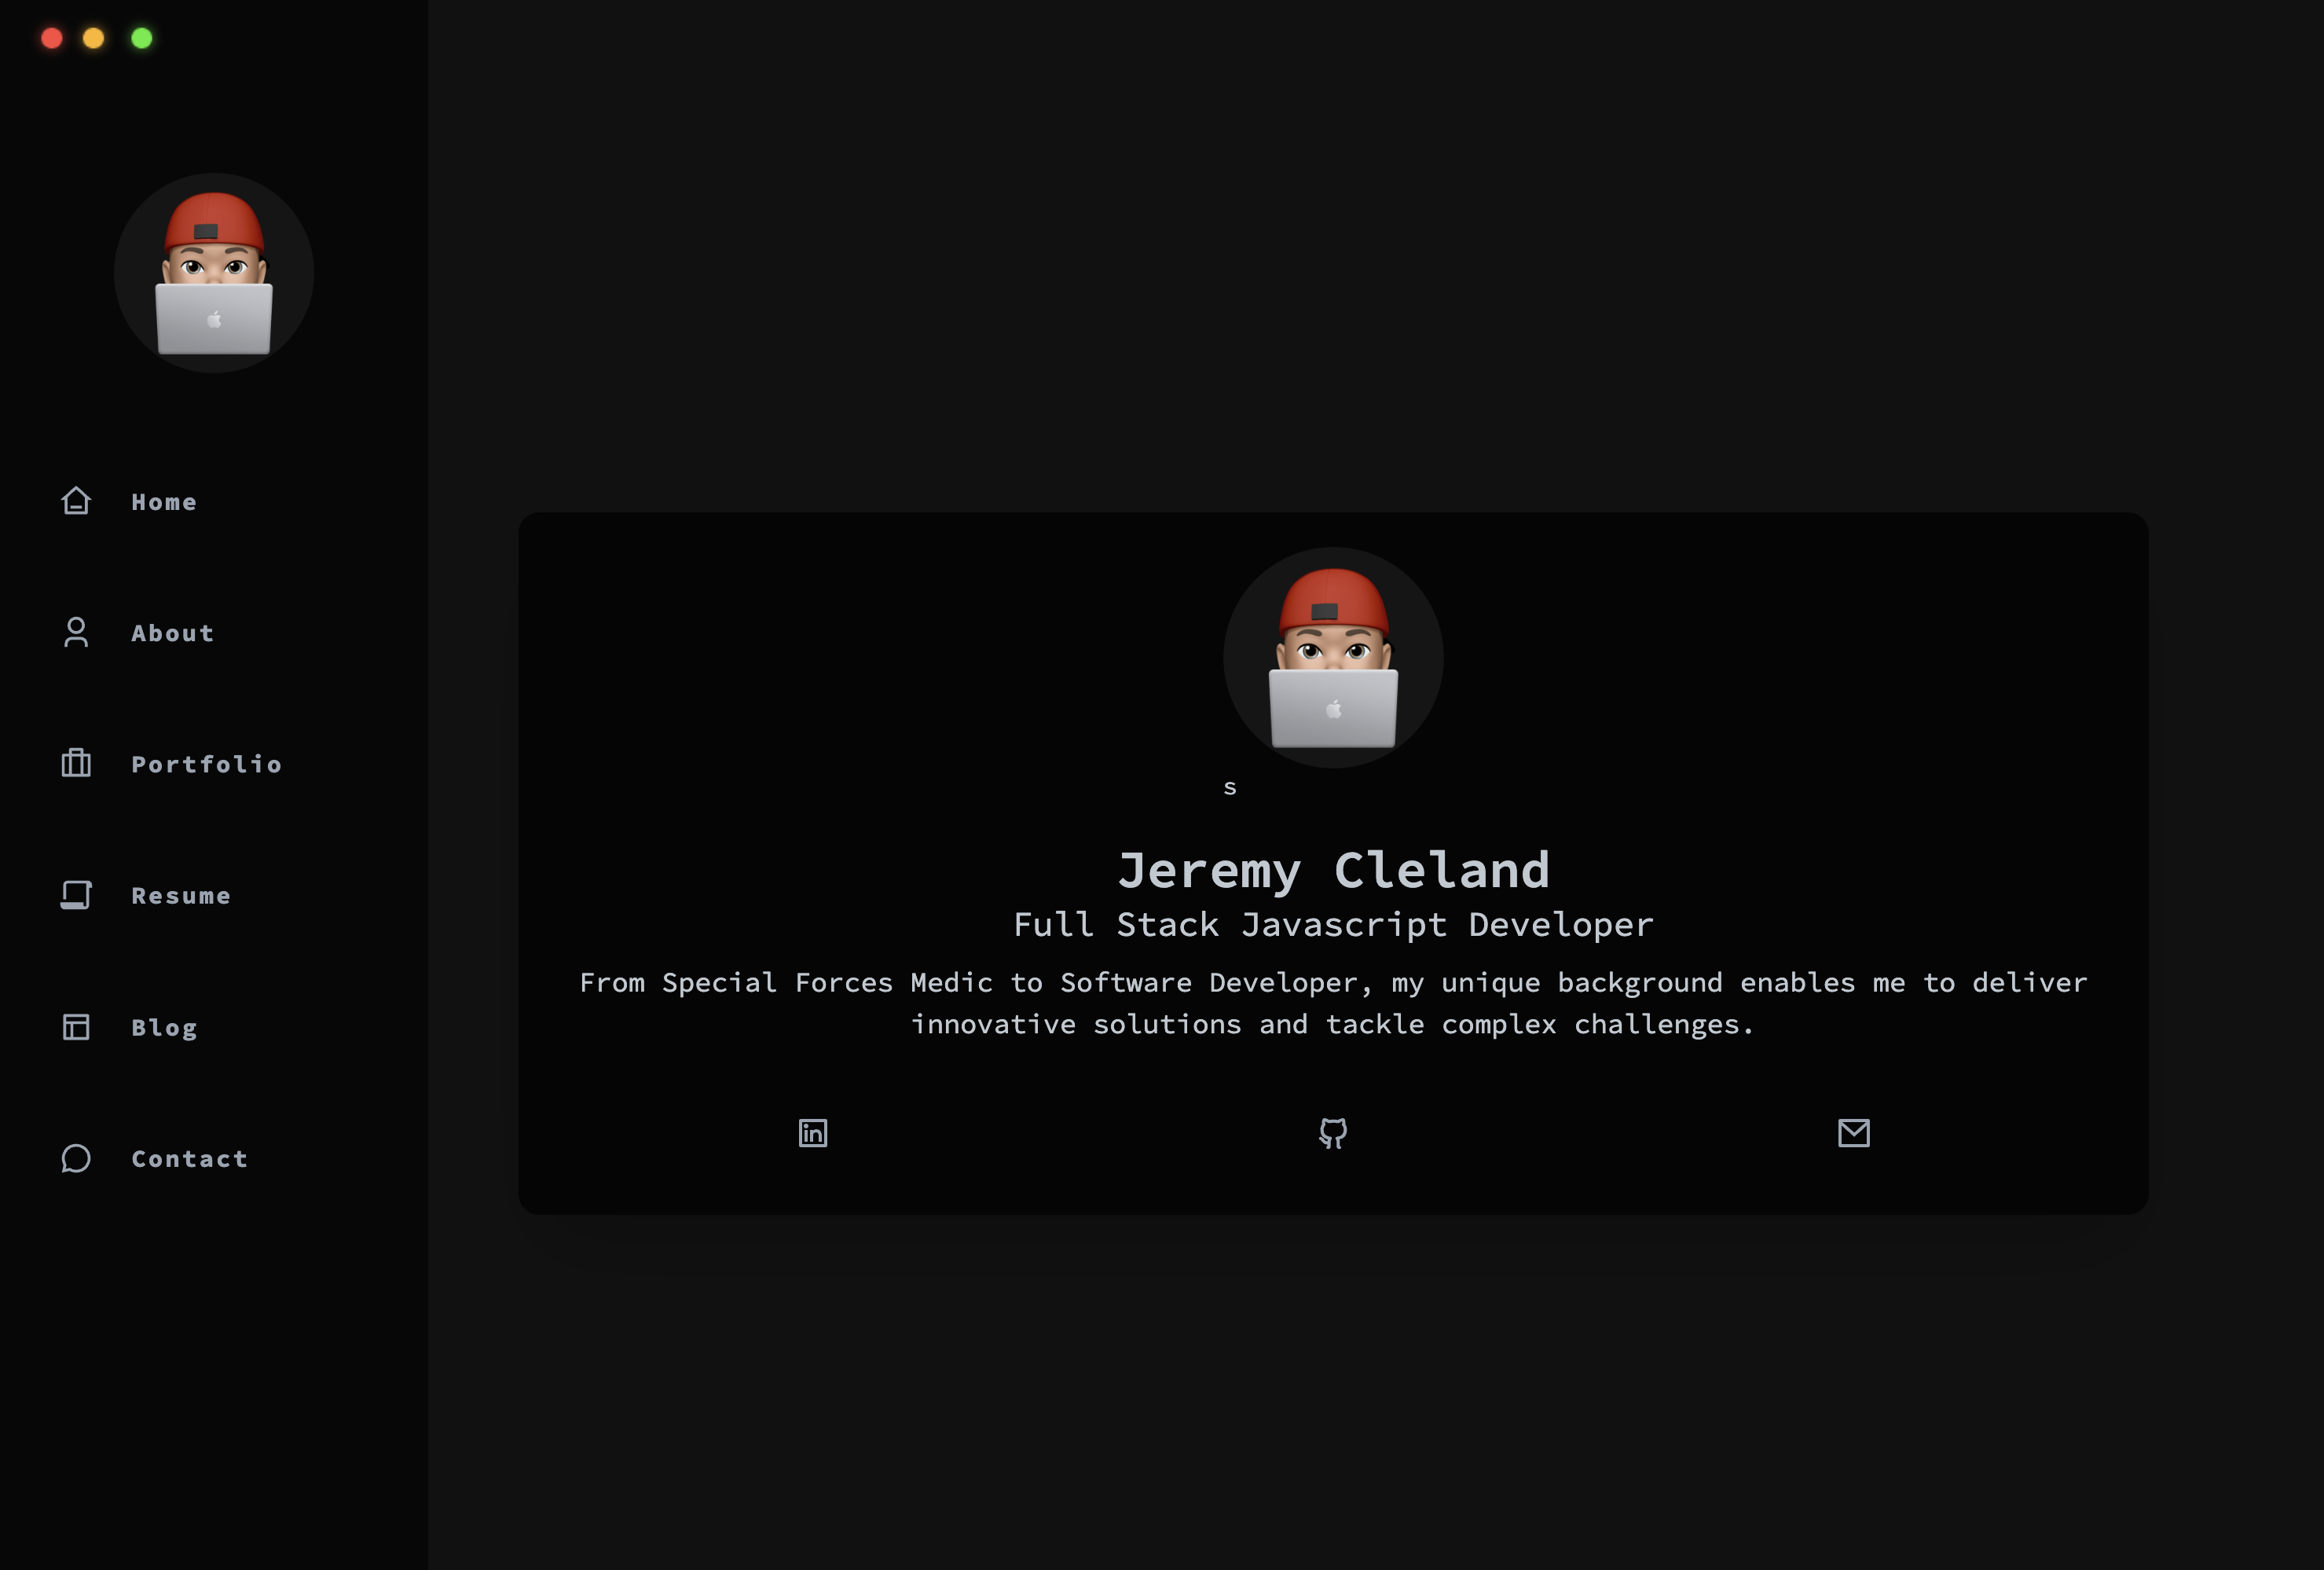 Home
About
Portfolio
Resume
Blog
Contact
s
Jeremy Cleland
Full Stack Javascript Developer
From Special Forces Medic to Software Developer, my unique background enables me to deliver
innovative solutions and tackle complex challenges.
in